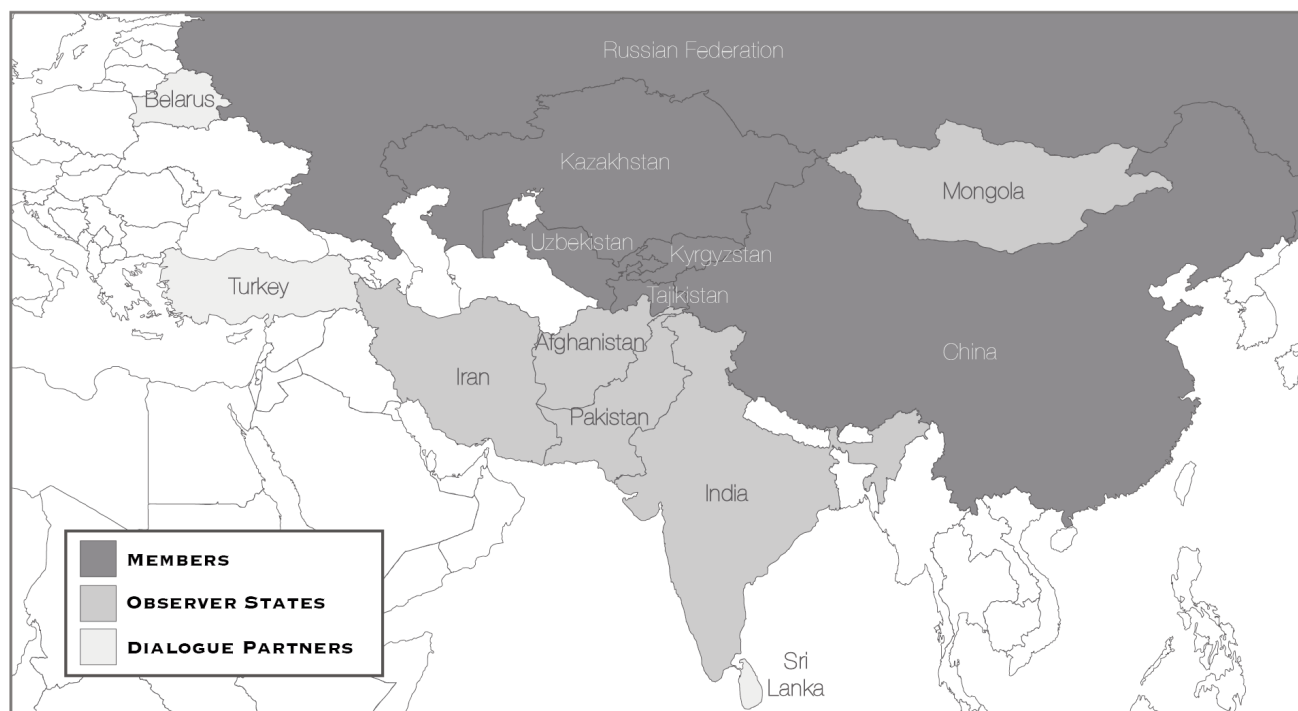 Russian Federation
Belarus
Kazakhstan
Mongola
Uzbekistan
Kyrgyzstan
Turkey
Tajikistan
Afghanistan
China
Iran
Pakistan
India
MEMBERS
OBSERVER STATES
DIALOGUE PARTNERS
Sri
Lanka